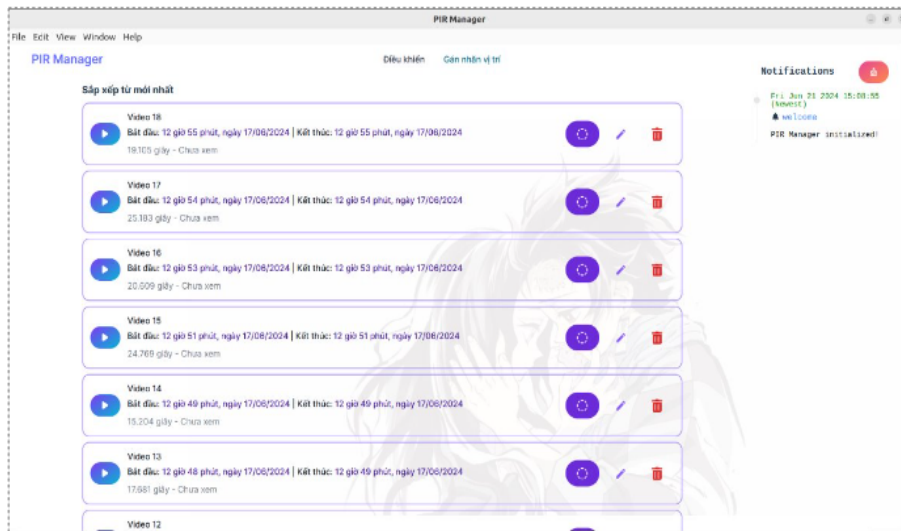 PIR Manager
File Edit View Window Help
PIR Manager
Điều khiển Gán nhãn vị trí
Notifications
Fri Jun 21 2024 15:08:55
(Newest)
welcome
PIR Manager initialized!
Sắp xếp từ mới nhất
Video 18
Bắt đầu: 12 giờ 55 phút, ngày 17/06/2024 | Kết thúc: 12 giờ 55 phút, ngày 17/06/2024
19.105 giây - Chưa xem
Video 17
Bắt đầu: 12 giờ 54 phút, ngày 17/06/2024 | Kết thúc: 12 giờ 54 phút, ngày 17/06/2024
25.183 giây - Chưa xem
Video 16
Bắt đầu: 12 giờ 53 phút, ngày 17/06/2024 | Kết thúc: 12 giờ 53 phút, ngày 17/06/2024
20.609 giây - Chưa xem
Video 15
Bắt đầu: 12 giờ 51 phút, ngày 17/06/2024 | Kết thúc: 12 giờ 51 phút, ngày 17/06/2024
24.769 giây - Chưa xem
Video 14
Bắt đầu: 12 giờ 49 phút, ngày 17/06/2024 | Kết thúc: 12 giờ 49 phút, ngày 17/06/2024
15.204 giây - Chưa xem
Video 13
Bắt đầu: 12 giờ 48 phút, ngày 17/06/2024 | Kết thúc: 12 giờ 49 phút, ngày 17/06/2024
17.681 giây - Chưa xem
Video 12